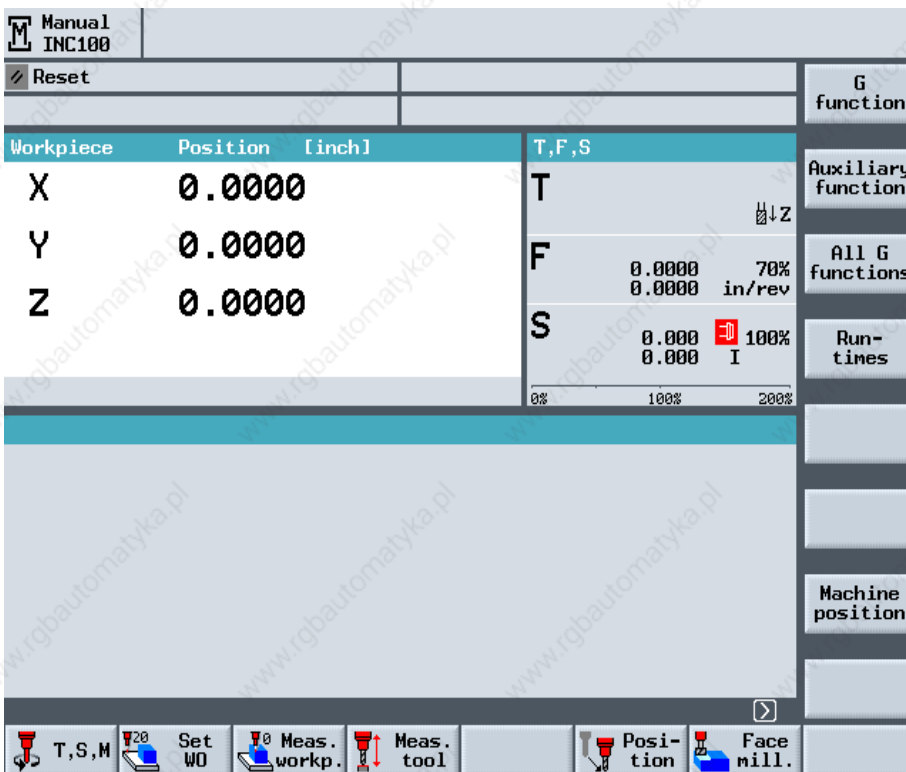 Manual
INC100
Reset
G
function
Workpiece Position [inch]
T,F,S
X 0.0000
Y 0.0000
Z 0.0000
T
Z
F
0.0000 70%
0.0000 in/rev
S
0.000 100%
0.000 I
0% 100% 200%
Auxiliary
function
All G
functions
Run-
times
Machine
position
T,S,M
20
Set
WO
0
Meas.
workp.
Meas.
tool
Posi-
tion
Face
mill.
www.rgbautomatyka.pl